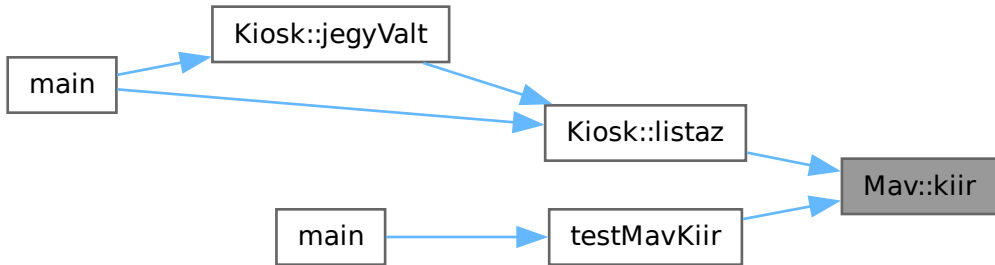 Kiosk::jegyValt
main
Kiosk::listaz
Mav::kiir
main
testMavKiir